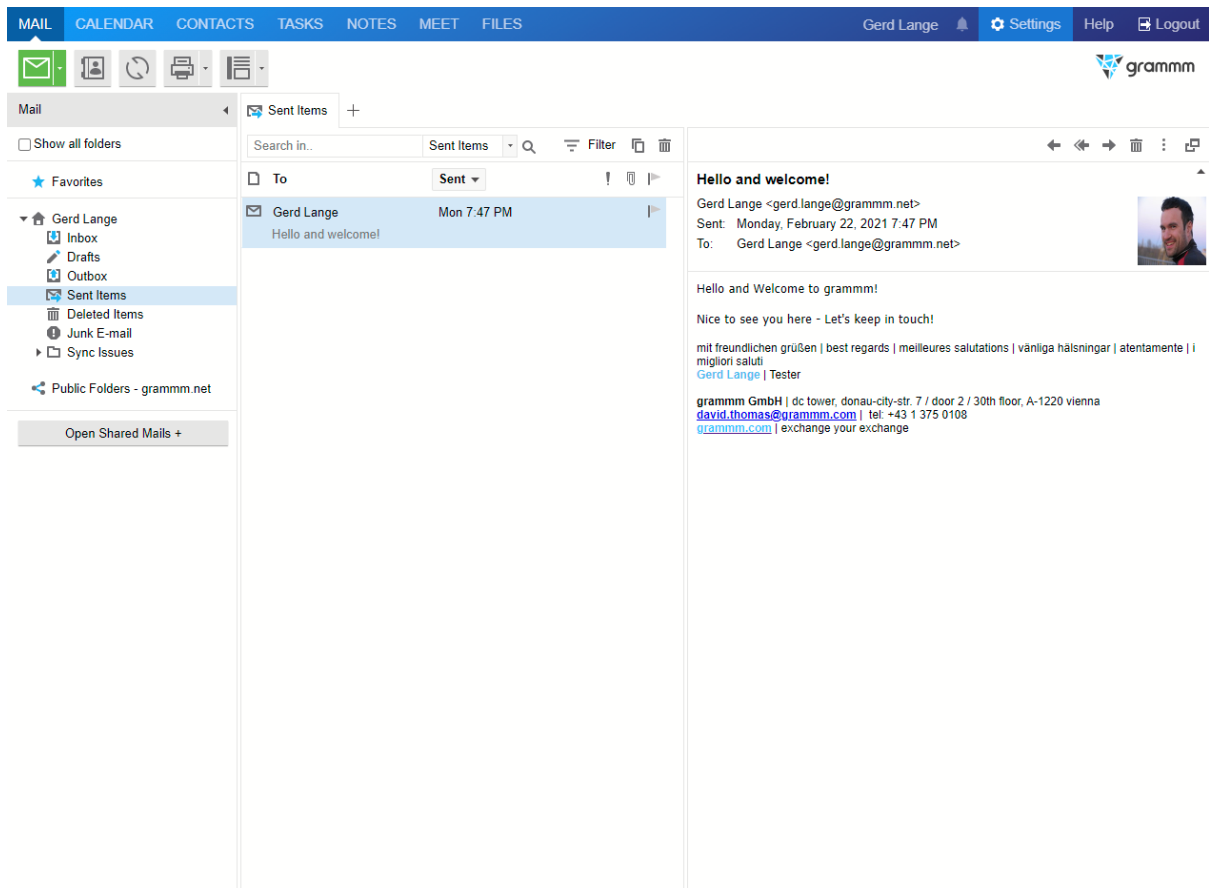 MAIL CALENDAR CONTACTS TASKS NOTES MEET FILES Gerd Lange Settings Help Logout
grammm
Mail
Sent Items
Show all folders
Search in.. Sent Items Filter
Favorites
To Sent
Hello and welcome!
Gerd Lange
Inbox
Drafts
Outbox
Sent Items
Deleted Items
Junk E-mail
Sync Issues
Public Folders - grammm.net
Open Shared Mails +
Gerd Lange Mon 7:47 PM
Hello and welcome!
Gerd Lange <gerd.lange@grammm.net>
Sent: Monday, February 22, 2021 7:47 PM
To: Gerd Lange <gerd.lange@grammm.net>
Hello and Welcome to grammm!
Nice to see you here - Let's keep in touch!
mit freundlichen grüßen | best regards | meilleures salutations | vänliga hälsningar | atentamente | i
migliori saluti
Gerd Lange | Tester
grammm GmbH | dc tower, donau-city-str. 7 / door 2 / 30th floor, A-1220 vienna
david.thomas@grammm.com | tel: +43 1 375 0108
grammm.com | exchange your exchange